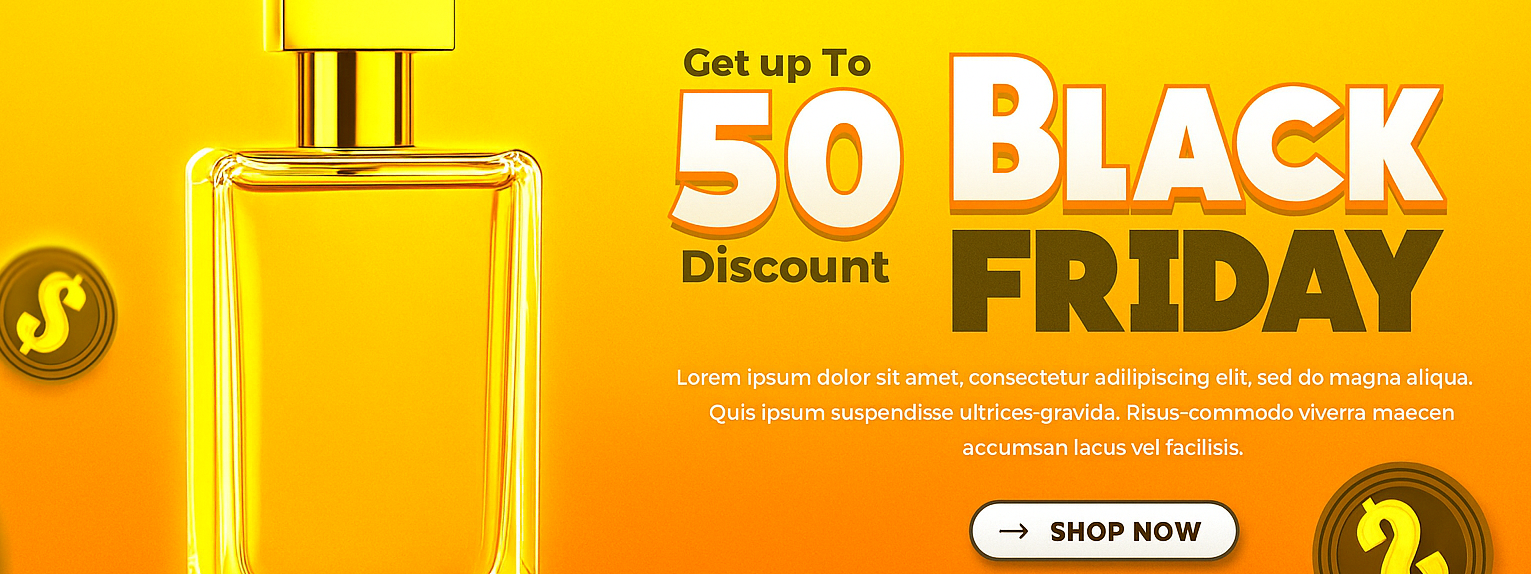 Get up To
50
Discount
BLACK
FRIDAY
Lorem ipsum dolor sit amet, consectetur adilipiscing elit, sed do magna aliqua.
Quis ipsum suspendisse ultrices-gravida. Risus-commodo viverra maecen
accumsan lacus vel facilisis.
→ SHOP NOW
$